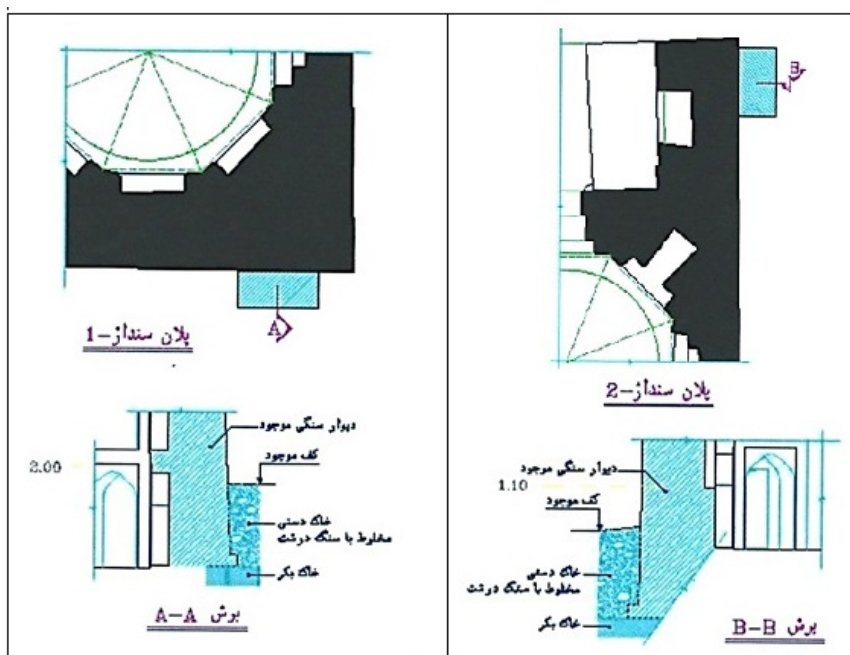 A
پلان سنداژ-1
2.00
دیوار سنگی موجود
کف موجود
خاک دستی
مخلوط با سنگ درشت
خاک بکر
برش A-A
B
پلان سنداژ-2
1.10
دیوار سنگی موجود
کف موجود
خاک دستی
مخلوط با سنگ درشت
خاک بکر
برش B-B